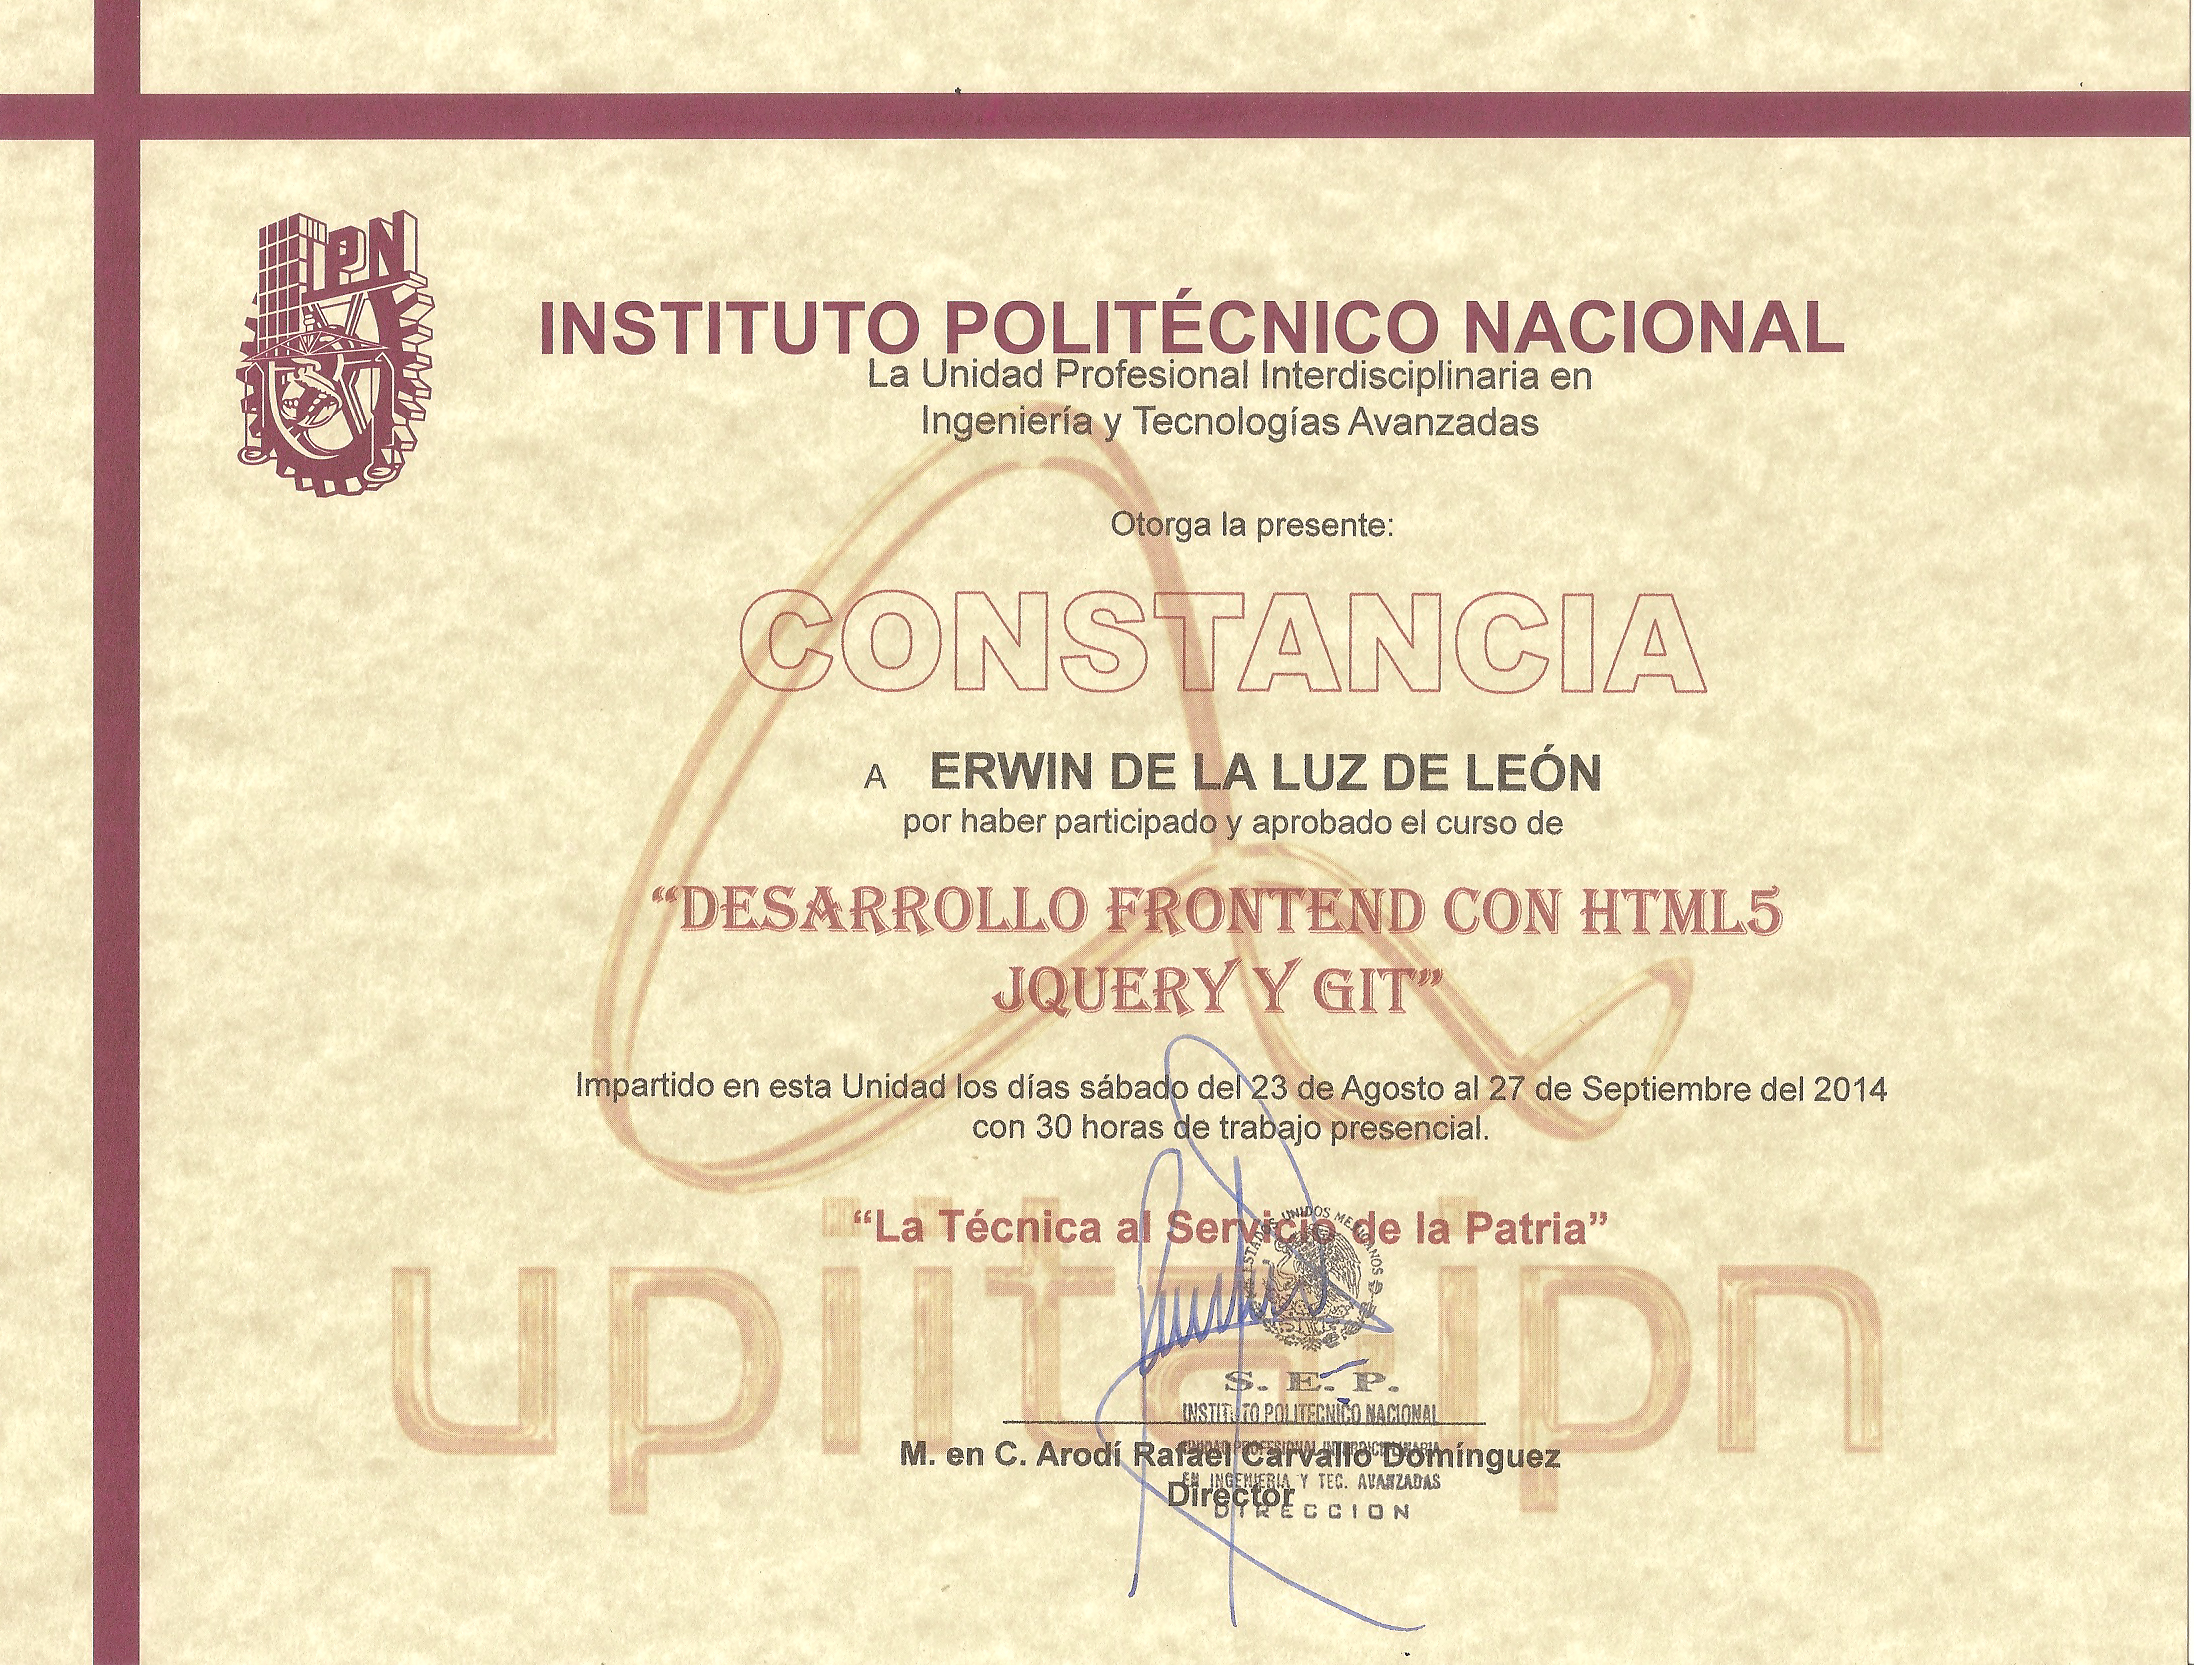 IPN
INSTITUTO POLITÉCNICO NACIONAL
La Unidad Profesional Interdisciplinaria en
Ingeniería y Tecnologías Avanzadas
Otorga la presente:
CONSTANCIA
A ERWIN DE LA LUZ DE LEÓN
por haber participado y aprobado el curso de
“DESARROLLO FRONTEND CON HTML5
JQUERY Y GIT”
Impartido en esta Unidad los días sábado del 23 de Agosto al 27 de Septiembre del 2014
con 30 horas de trabajo presencial.
“La Técnica al Servicio de la Patria”
upiita-ipn
ESTADOS UNIDOS MEXICANOS
S. E. P.
INSTITUTO POLITECNICO NACIONAL
UNIDAD PROFESIONAL INTERDICIPLINARIA
M. en C. Arodí Rafael Carvallo Domínguez
EN INGENIERIA Y TEC. AVANZADAS
Director
DIRECCION